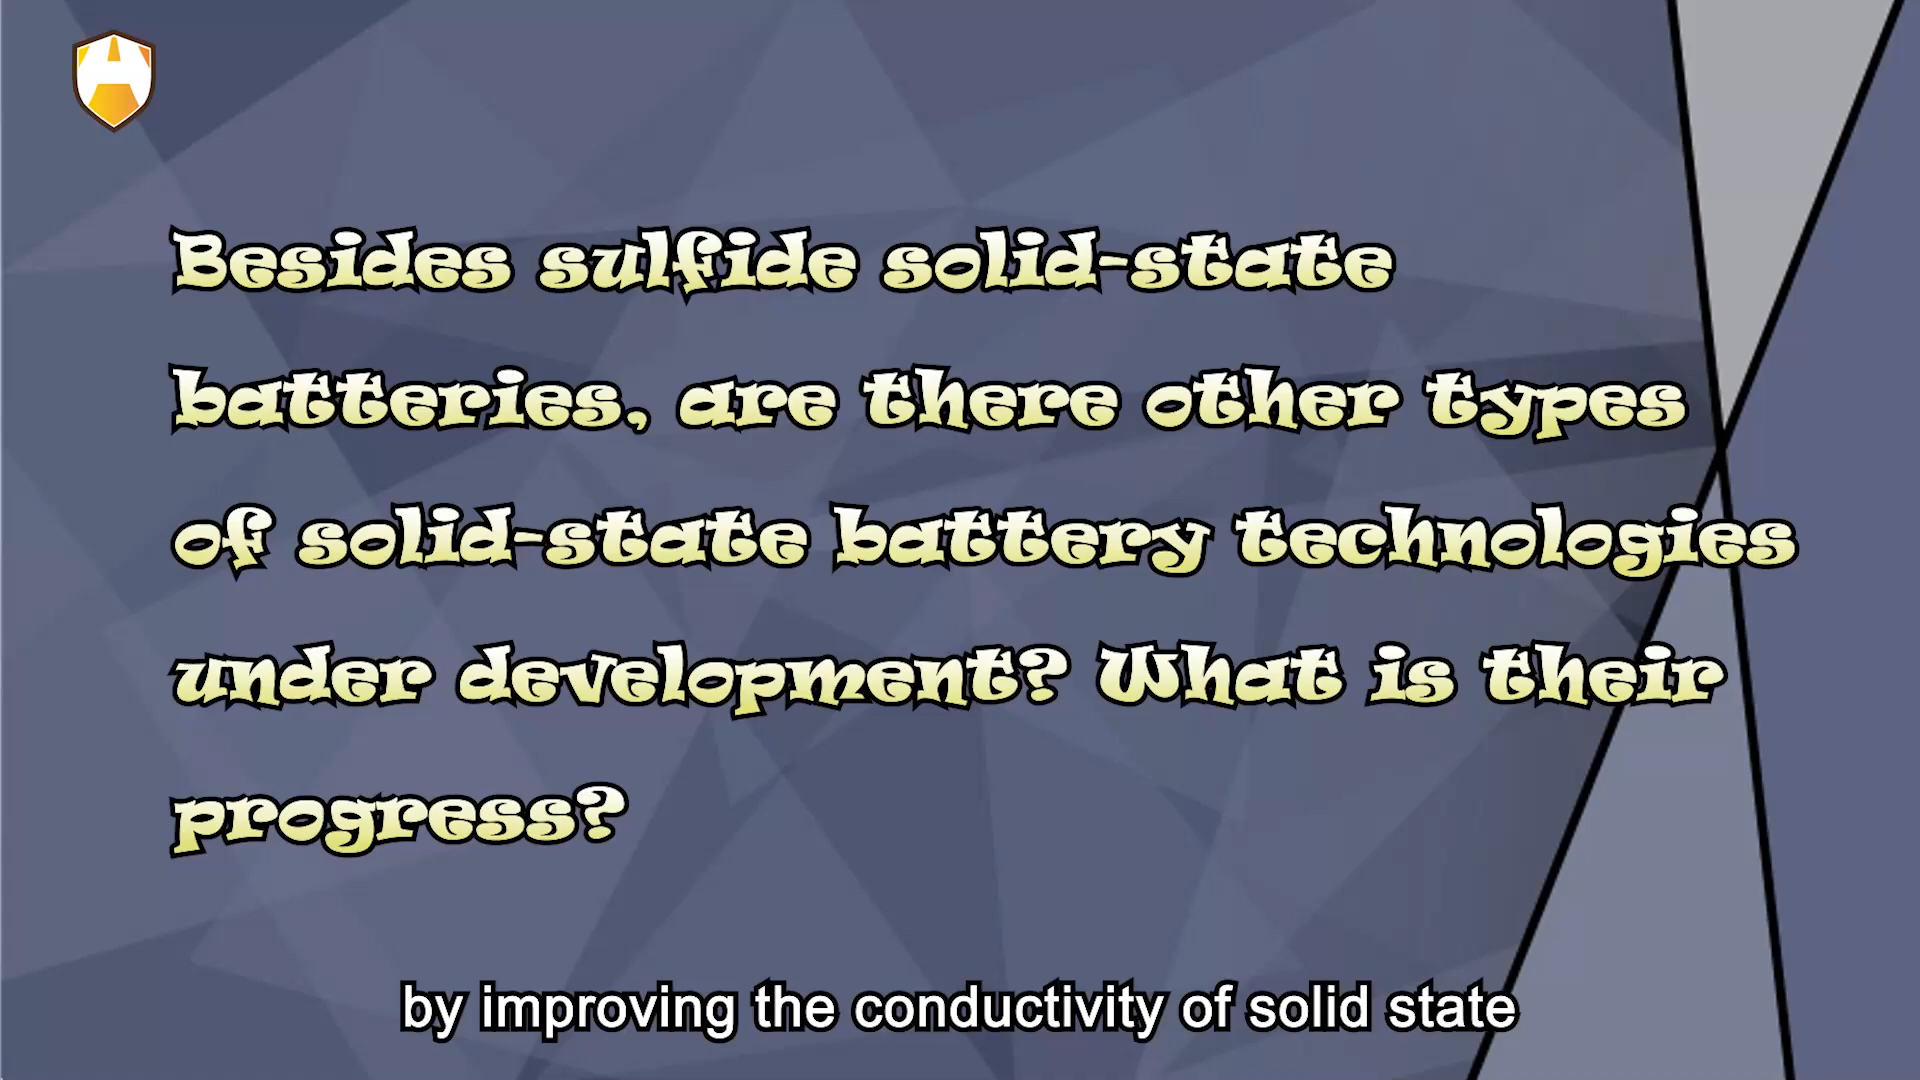 Besides sulfide solid-state
batteries, are there other types
of solid-state battery technologies
under development? What is their
progress?
by improving the conductivity of solid state